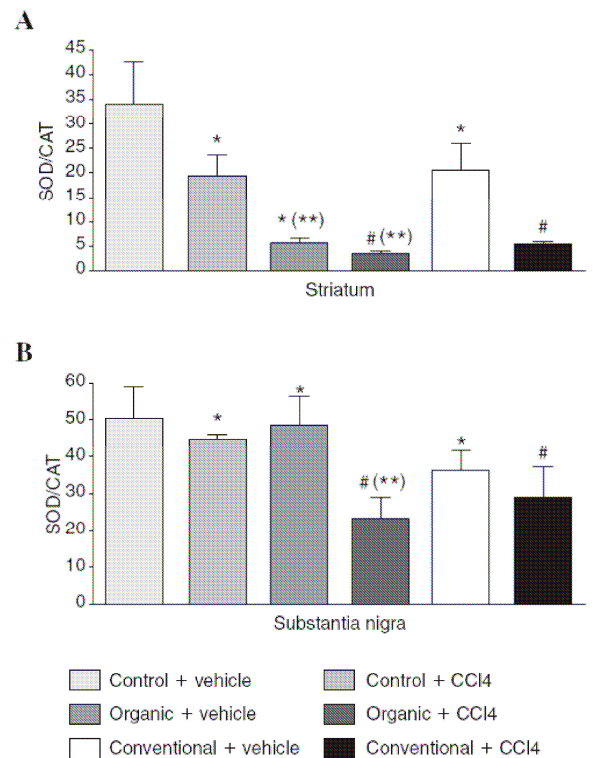 A
45
40
35
30
25
20
15
10
5
0
SOD/CAT
*
*(**)
#(**)
*
#
Striatum
B
60
50
40
30
20
10
0
SOD/CAT
*
*
#(**)
*
#
Substantia nigra
Control + vehicle
Control + CCl4
Organic + vehicle
Organic + CCl4
Conventional + vehicle
Conventional + CCl4